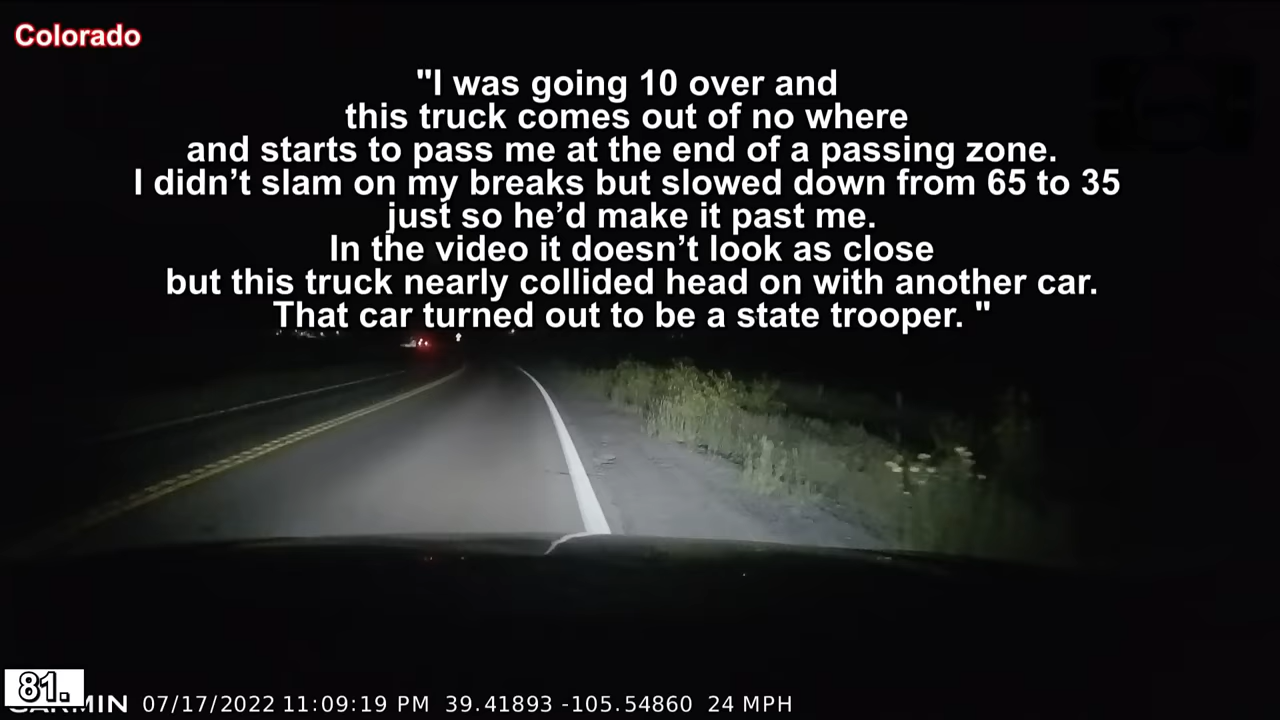 Colorado
"I was going 10 over and
this truck comes out of no where
and starts to pass me at the end of a passing zone.
I didn’t slam on my breaks but slowed down from 65 to 35
just so he’d make it past me.
In the video it doesn’t look as close
but this truck nearly collided head on with another car.
That car turned out to be a state trooper. "
81.
07/17/2022 11:09:19 PM 39.41893 -105.54860 24 MPH